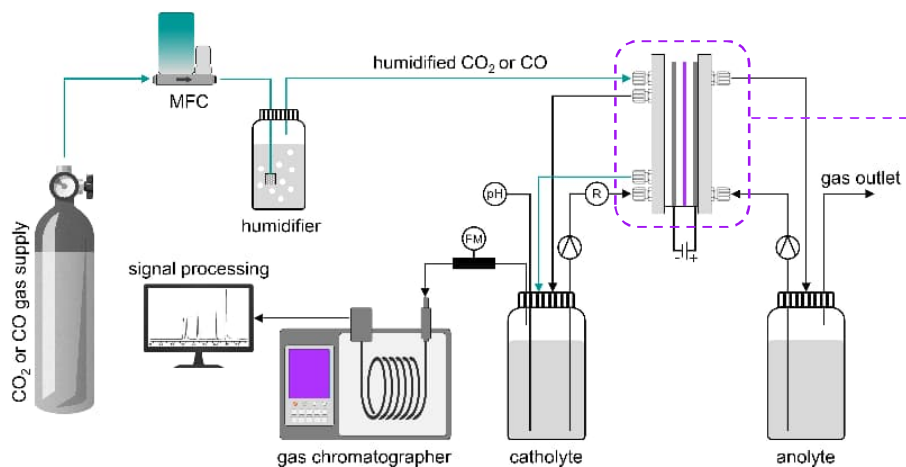 MFC
humidified CO₂ or CO
humidifier
CO₂ or CO gas supply
signal processing
pH
R
FM
gas outlet
- +
gas chromatographer
catholyte
anolyte